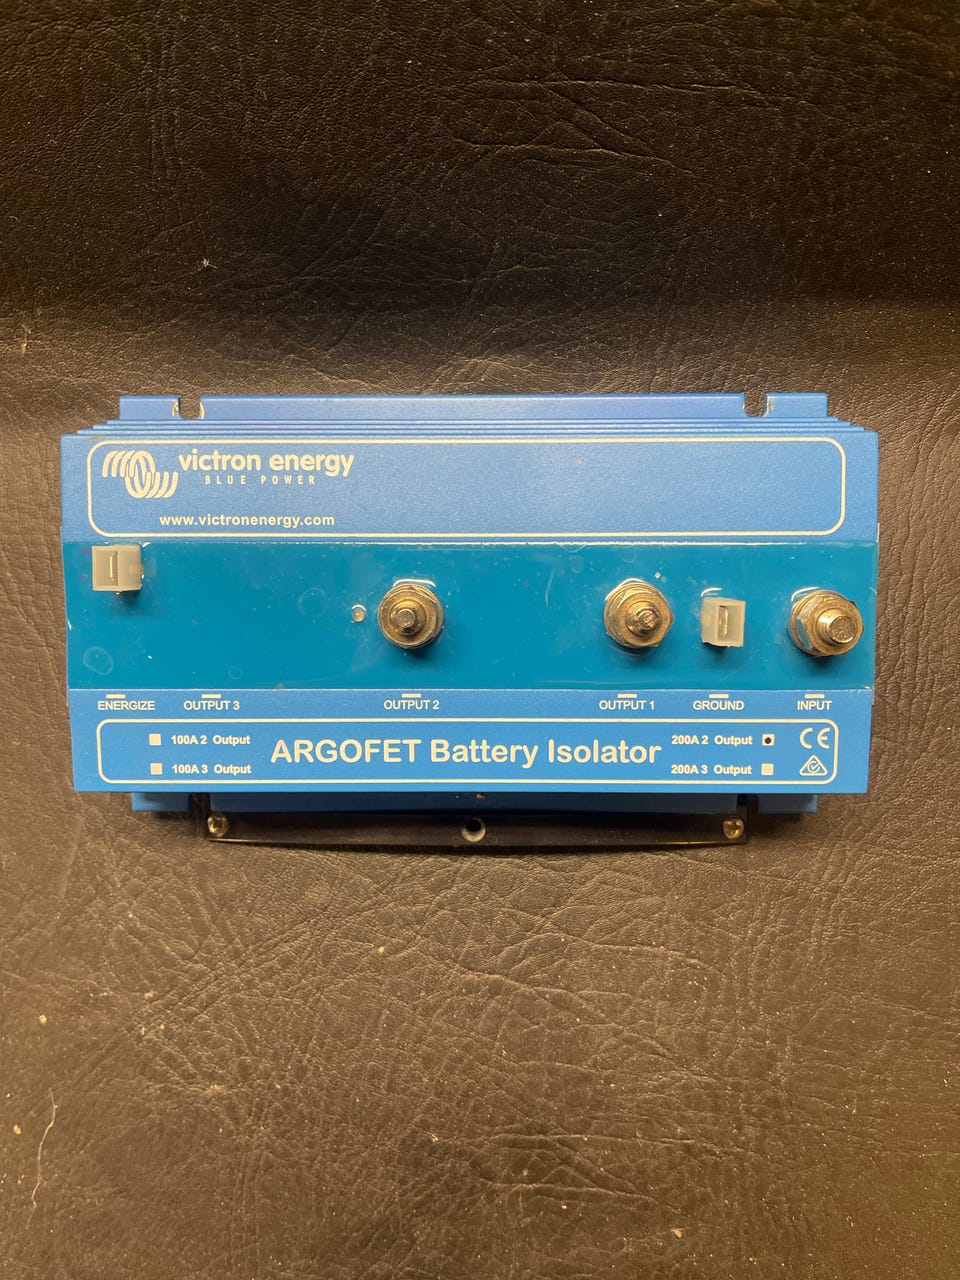 victron energy
BLUE POWER
www.victronenergy.com
ENERGIZE OUTPUT 3 OUTPUT 2 OUTPUT 1 GROUND INPUT
100A 2 Output
100A 3 Output
ARGOFET Battery Isolator
200A 2 Output
200A 3 Output
CE